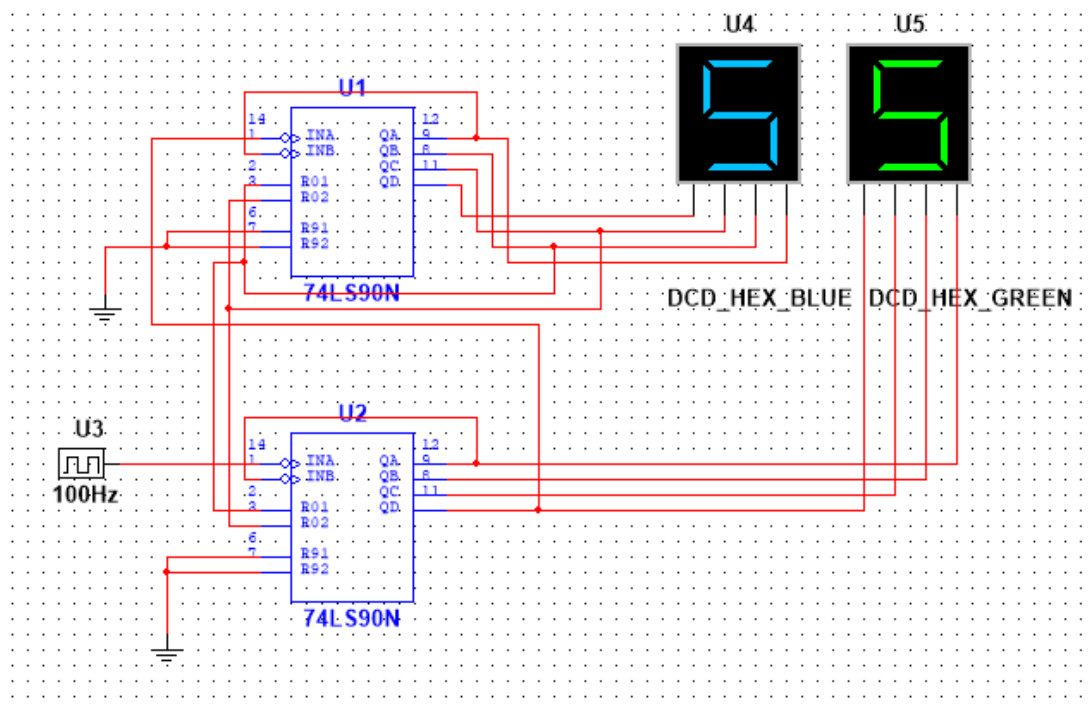 U4
U5
5
5
U1
14
1
2
3
6
7
INA
INB
R01
R02
R91
R92
QA
QB
QC
QD
12
9
8
11
74LS90N
DCD_HEX_BLUE
DCD_HEX_GREEN
U2
14
1
2
3
6
7
INA
INB
R01
R02
R91
R92
QA
QB
QC
QD
12
9
8
11
74LS90N
U3
100Hz